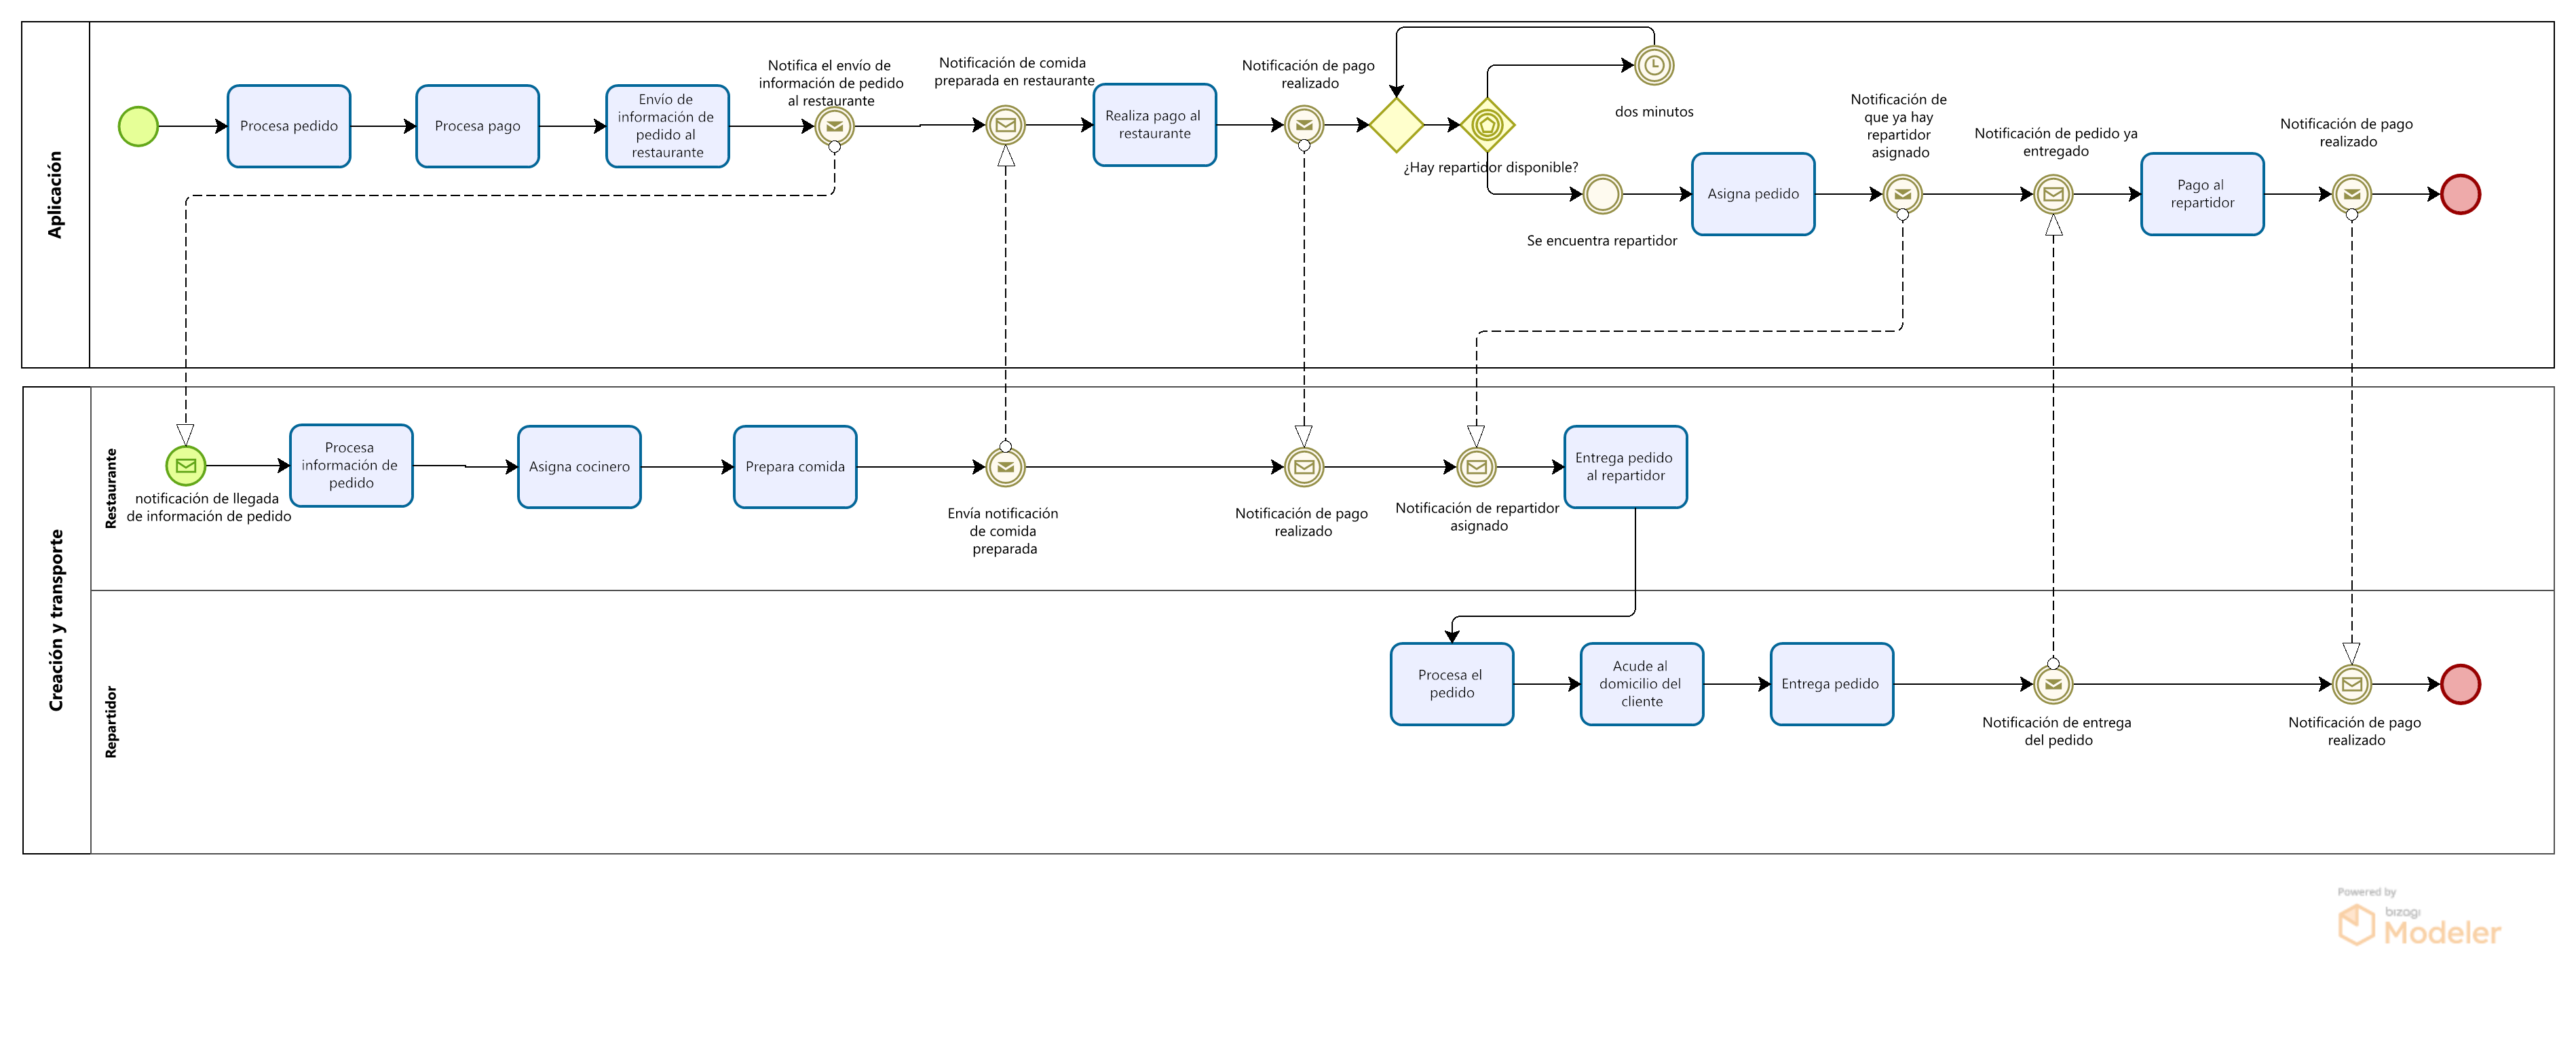 Aplicación
Procesa pedido
Procesa pago
Envío de
información de
pedido al
restaurante
Notifica el envío de
información de pedido
al restaurante
Notificación de comida
preparada en restaurante
Realiza pago al
restaurante
Notificación de pago
realizado
¿Hay repartidor disponible?
dos minutos
Se encuentra repartidor
Asigna pedido
Notificación de
que ya hay
repartidor
asignado
Notificación de pedido ya
entregado
Pago al
repartidor
Notificación de pago
realizado
Creación y transporte
Restaurante
notificación de llegada
de información de pedido
Procesa
información de
pedido
Asigna cocinero
Prepara comida
Envía notificación
de comida
preparada
Notificación de pago
realizado
Notificación de repartidor
asignado
Entrega pedido
al repartidor
Repartidor
Procesa el
pedido
Acude al
domicilio del
cliente
Entrega pedido
Notificación de entrega
del pedido
Notificación de pago
realizado
Powered by
bizagi
Modeler